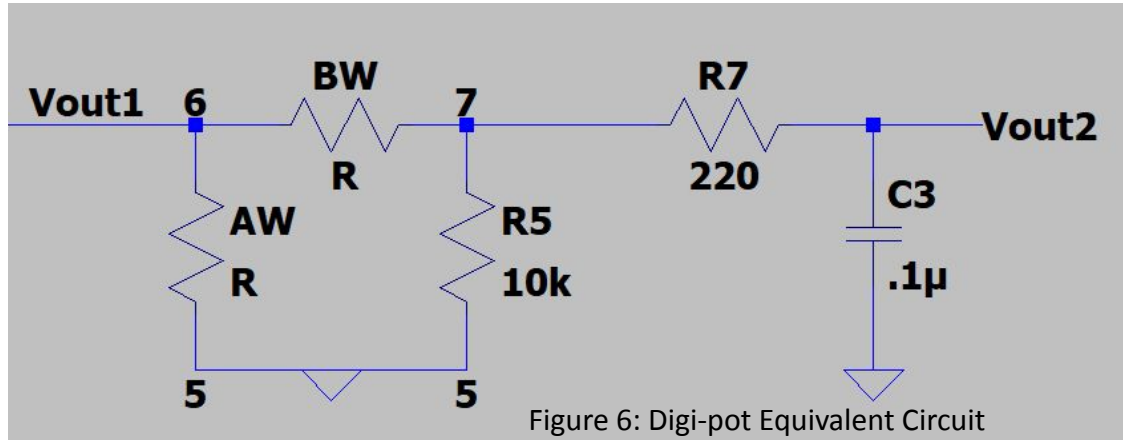 Vout1 6 BW 7 R7 Vout2
R 220
AW R5 C3
R 10k .1µ
5 5
Figure 6: Digi-pot Equivalent Circuit